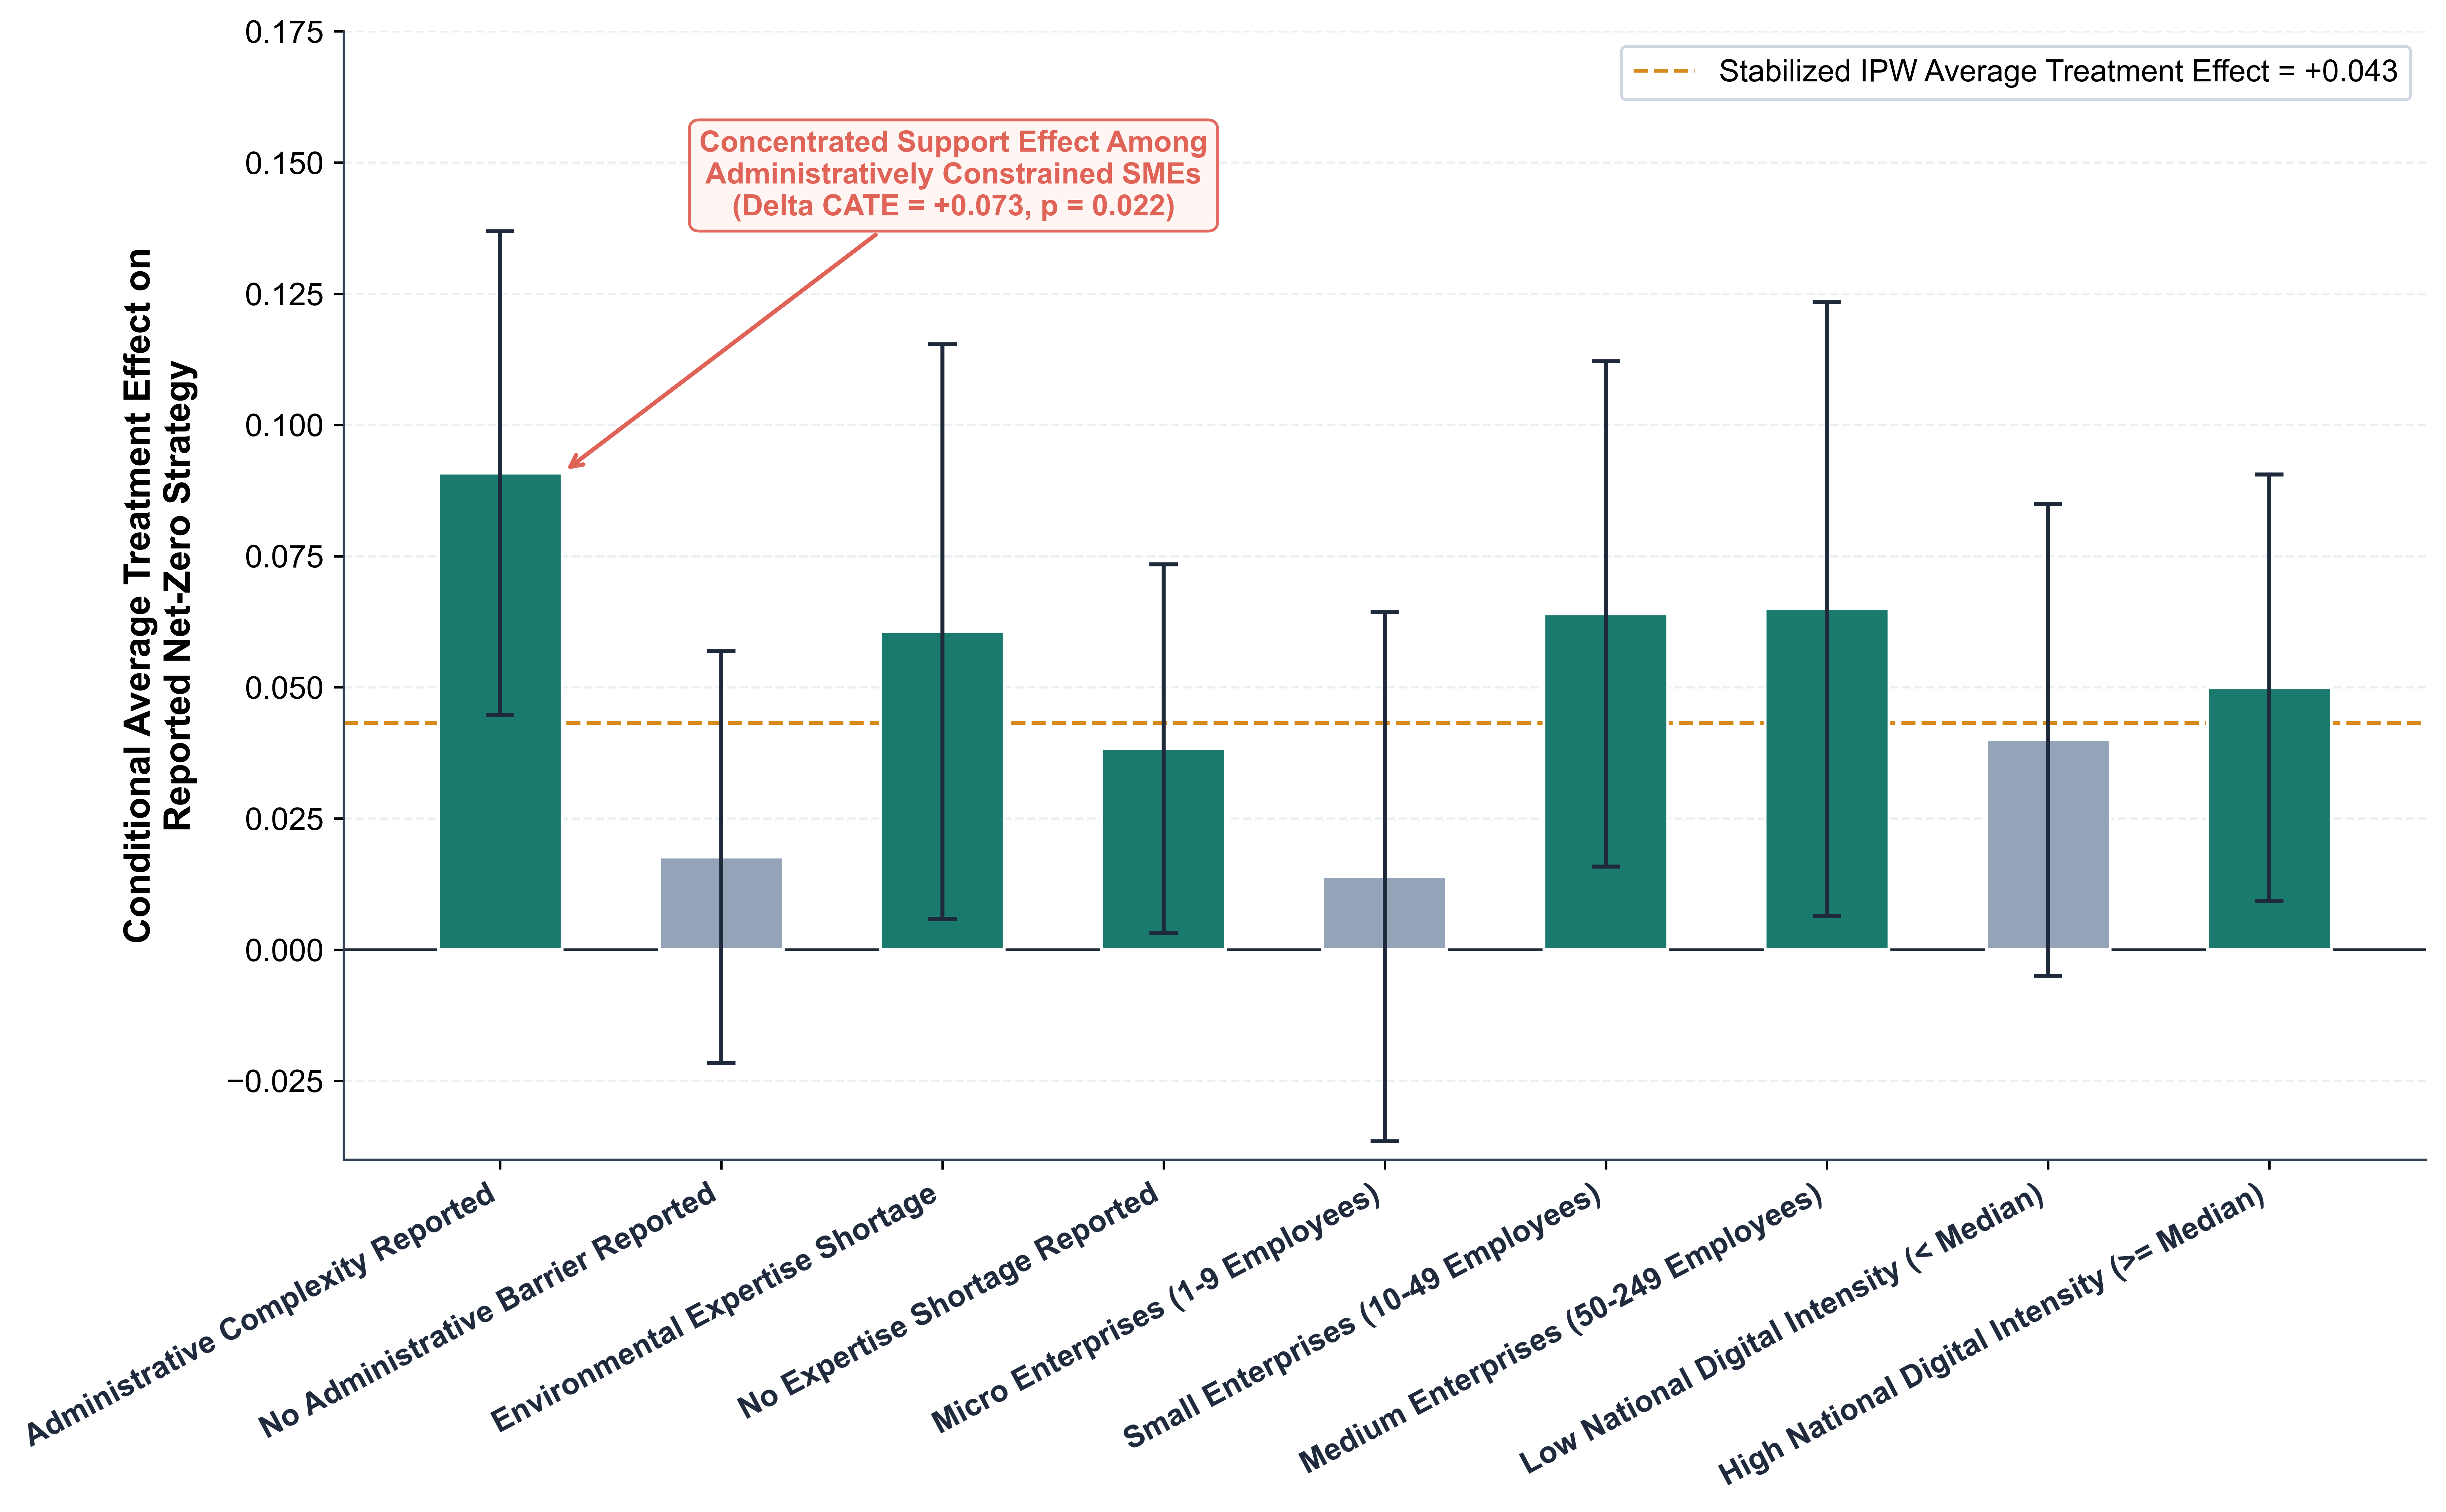 Conditional Average Treatment Effect on
Reported Net-Zero Strategy
0.175
0.150
0.125
0.100
0.075
0.050
0.025
0.000
−0.025
Stabilized IPW Average Treatment Effect = +0.043
Concentrated Support Effect Among
Administratively Constrained SMEs
(Delta CATE = +0.073, p = 0.022)
Administrative Complexity Reported
No Administrative Barrier Reported
Environmental Expertise Shortage
No Expertise Shortage Reported
Micro Enterprises (1-9 Employees)
Small Enterprises (10-49 Employees)
Medium Enterprises (50-249 Employees)
Low National Digital Intensity (< Median)
High National Digital Intensity (>= Median)